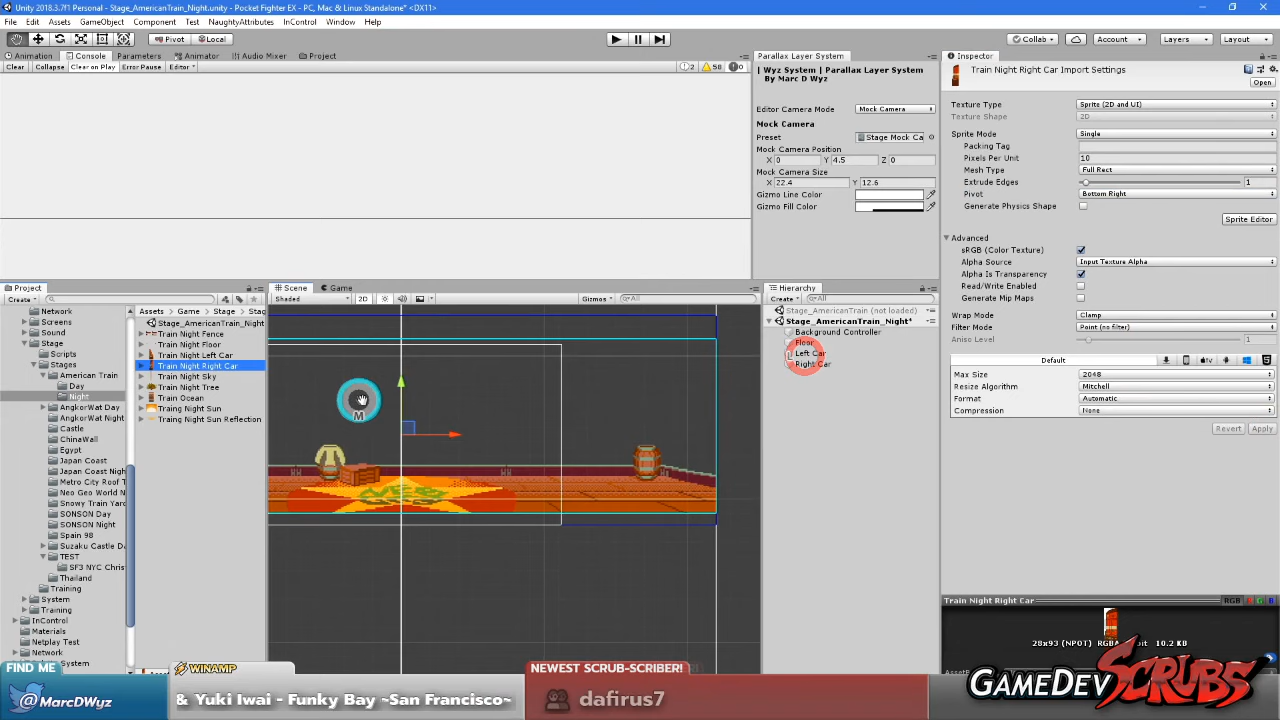 Unity 2018.3.7f1 Personal - Stage_AmericanTrain_Night.unity - Pocket Fighter EX - PC, Mac & Linux Standalone* <DX11>
File Edit Assets GameObject Component Test NaughtyAttributes InControl Window Help
Pivot Local
Collab Account Layers Layout
Animation Console Parameters Animator Audio Mixer Project
Clear Collapse Clear on Play Error Pause Editor
2 58 0
Parallax Layer System
| Wyz System | Parallax Layer System
By Marc D Wyz
Editor Camera Mode Mock Camera
Mock Camera
Preset Stage Mock Ca
Mock Camera Position
X 0 Y 4.5 Z 0
Mock Camera Size
X 22.4 Y 12.6
Gizmo Line Color
Gizmo Fill Color
Inspector
Train Night Right Car Import Settings
Open
Texture Type Sprite (2D and UI)
Texture Shape 2D
Sprite Mode Single
Packing Tag
Pixels Per Unit 10
Mesh Type Full Rect
Extrude Edges 1
Pivot Bottom Right
Generate Physics Shape
Sprite Editor
Advanced
sRGB (Color Texture)
Alpha Source Input Texture Alpha
Alpha Is Transparency
Read/Write Enabled
Generate Mip Maps
Wrap Mode Clamp
Filter Mode Point (no filter)
Aniso Level 1
Default
Max Size 2048
Resize Algorithm Mitchell
Format Automatic
Compression None
Revert Apply
Project
Create
Network
Screens
Sound
Stage
Scripts
Stages
American Train
Day
Night
AngkorWat Day
AngkorWat Night
Castle
ChinaWall
Egypt
Japan Coast
Japan Coast Night
Metro City Roof T
Neo Geo World N
Snowy Train Yard
SONSON Day
SONSON Night
Spain 98
Suzaku Castle Da
TEST
SF3 NYC Chris
Thailand
Training
System
Training
InControl
Materials
Netplay Test
Network
System
Assets Game Stage Stag
Stage_AmericanTrain_Night
Train Night Fence
Train Night Floor
Train Night Left Car
Train Night Right Car
Train Night Sky
Train Night Tree
Train Ocean
Traing Night Sun
Traing Night Sun Reflection
Scene Game
Shaded 2D Gizmos All
M
Hierarchy
Create All
Stage_AmericanTrain (not loaded)
Stage_AmericanTrain_Night*
Background Controller
Floor
Left Car
Right Car
L
Train Night Right Car RGB
28x93 (NPOT) RGBA 10.2 KB
FIND ME
@MarcDWyz
WINAMP
& Yuki Iwai - Funky Bay ~San Francisco~
NEWEST SCRUB-SCRIBER!
dafirus7
GAMEDEV SCRUBS